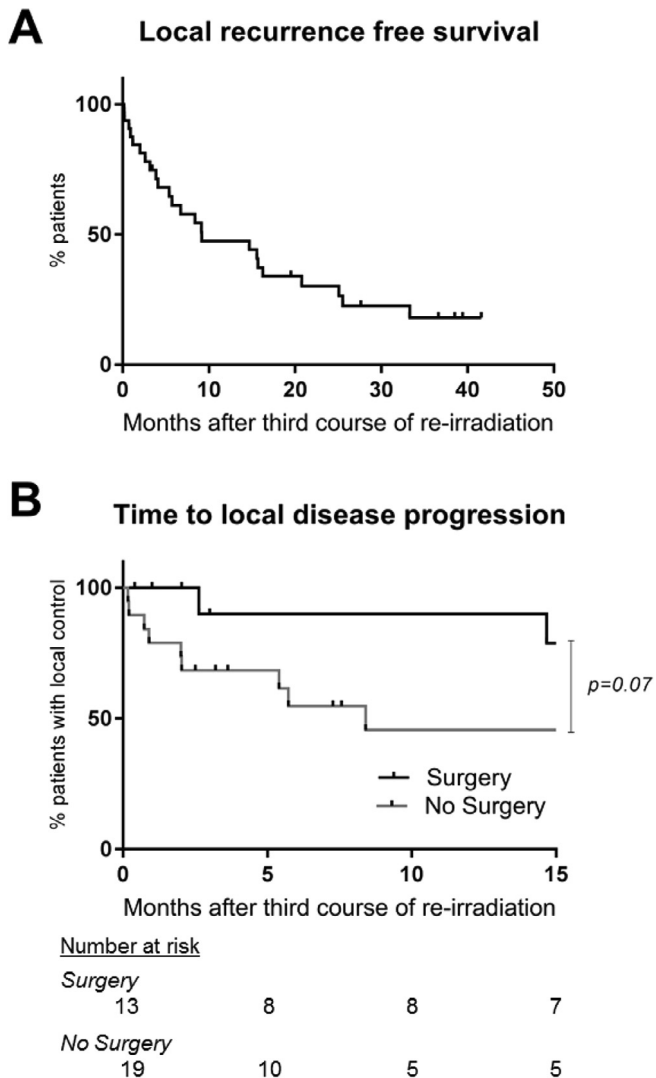 A
Local recurrence free survival
% patients
100
50
0
0 10 20 30 40 50
Months after third course of re-irradiation
B
Time to local disease progression
% patients with local control
100
50
0
p=0.07
Surgery
No Surgery
0 5 10 15
Months after third course of re-irradiation
Number at risk
Surgery
13 8 8 7
No Surgery
19 10 5 5